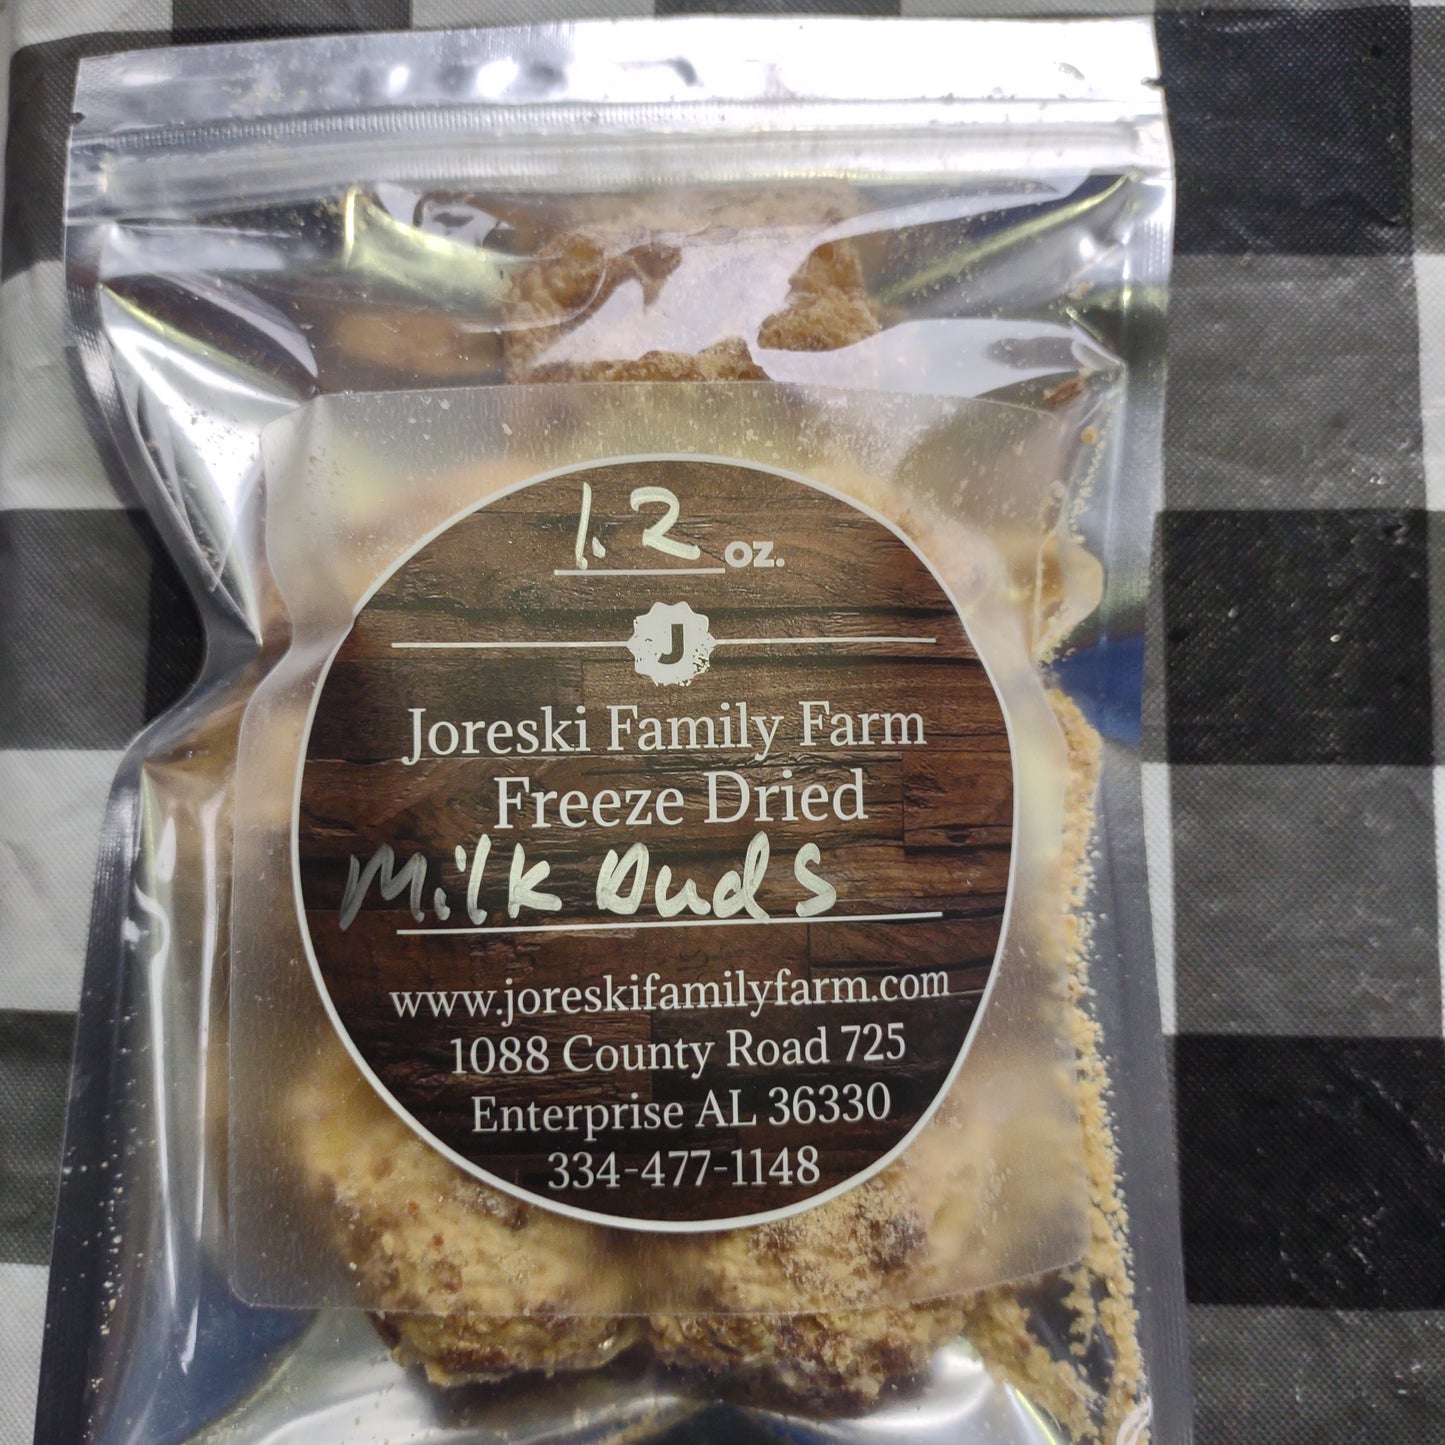 1.2 oz.
J
Joreski Family Farm
Freeze Dried
Milk Duds
www.joreskifamilyfarm.com
1088 County Road 725
Enterprise AL 36330
334-477-1148